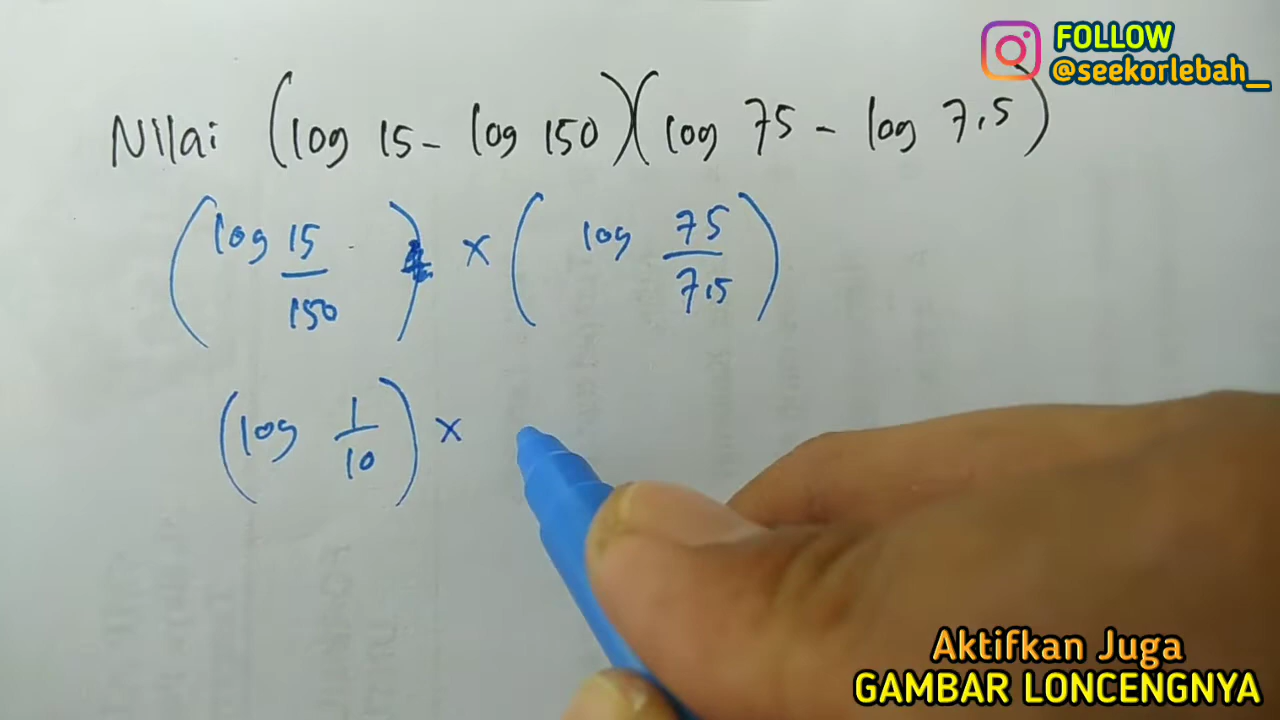 FOLLOW
@seekorlebah_
Nilai (log 15 - log 150)(log 75 - log 7,5)
(log 15/150) × (log 75/7,5)
(log 1/10) ×
Aktifkan Juga
GAMBAR LONCENGNYA